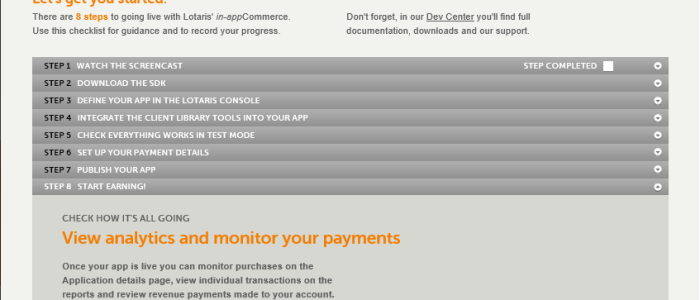 Let's get you started.
There are 8 steps to going live with Lotaris' in-appCommerce.
Use this checklist for guidance and to record your progress.
Don't forget, in our Dev Center you'll find full
documentation, downloads and our support.
STEP 1 WATCH THE SCREENCAST STEP COMPLETED
STEP 2 DOWNLOAD THE SDK
STEP 3 DEFINE YOUR APP IN THE LOTARIS CONSOLE
STEP 4 INTEGRATE THE CLIENT LIBRARY TOOLS INTO YOUR APP
STEP 5 CHECK EVERYTHING WORKS IN TEST MODE
STEP 6 SET UP YOUR PAYMENT DETAILS
STEP 7 PUBLISH YOUR APP
STEP 8 START EARNING!
CHECK HOW IT'S ALL GOING
View analytics and monitor your payments
Once your app is live you can monitor purchases on the
Application details page, view individual transactions on the
reports and review revenue payments made to your account.